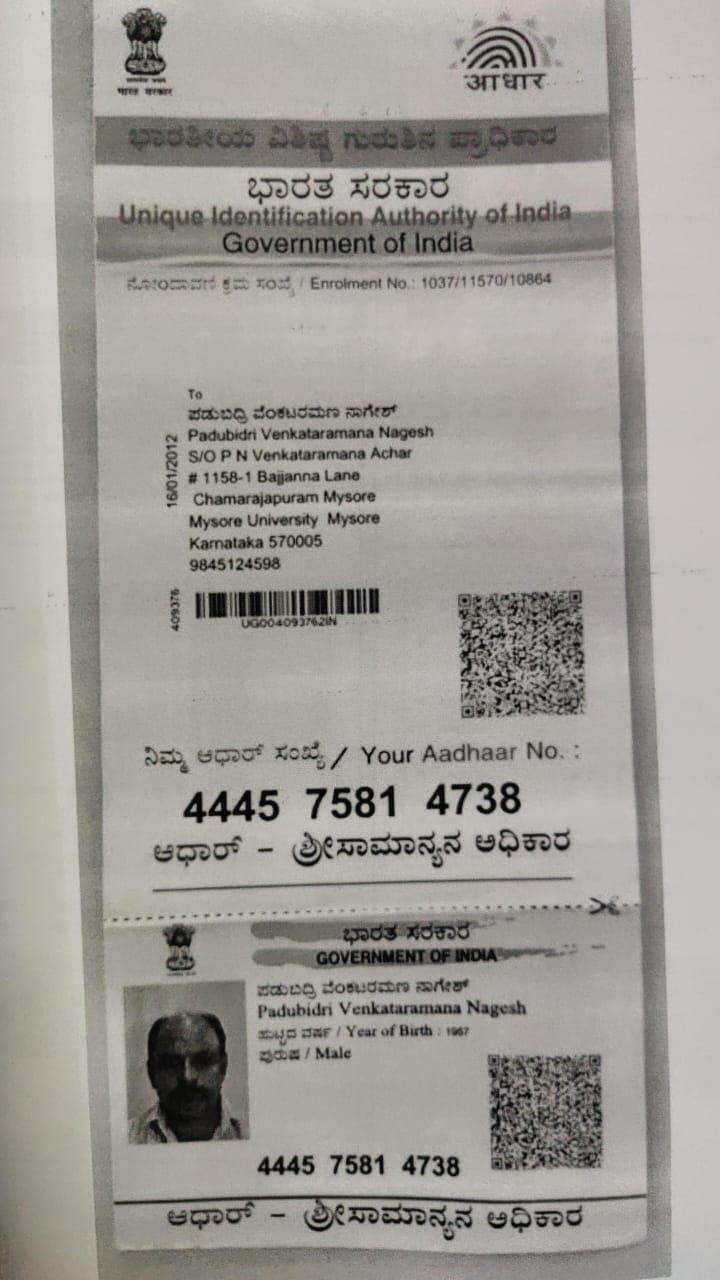 भारत सरकार
आधार
ಭಾರತೀಯ ವಿಶಿಷ್ಟ ಗುರುತಿನ ಪ್ರಾಧಿಕಾರ
ಭಾರತ ಸರಕಾರ
Unique Identification Authority of India
Government of India
ನೋಂದಾವಣೆ ಕ್ರಮ ಸಂಖ್ಯೆ / Enrolment No.: 1037/11570/10864
To
ಪಡುಬಿದ್ರಿ ವೆಂಕಟರಮಣ ನಾಗೇಶ್
Padubidri Venkataramana Nagesh
S/O P N Venkataramana Achar
# 1158-1 Bajjanna Lane
Chamarajapuram Mysore
Mysore University Mysore
Karnataka 570005
9845124598
16/01/2012
409376
UG004093762IN
ನಿಮ್ಮ ಆಧಾರ್ ಸಂಖ್ಯೆ / Your Aadhaar No. :
4445 7581 4738
ಆಧಾರ್ – ಶ್ರೀಸಾಮಾನ್ಯನ ಅಧಿಕಾರ
ಭಾರತ ಸರಕಾರ
GOVERNMENT OF INDIA
ಪಡುಬಿದ್ರಿ ವೆಂಕಟರಮಣ ನಾಗೇಶ್
Padubidri Venkataramana Nagesh
ಹುಟ್ಟಿದ ವರ್ಷ / Year of Birth : 1967
ಪುರುಷ / Male
4445 7581 4738
ಆಧಾರ್ – ಶ್ರೀಸಾಮಾನ್ಯನ ಅಧಿಕಾರ